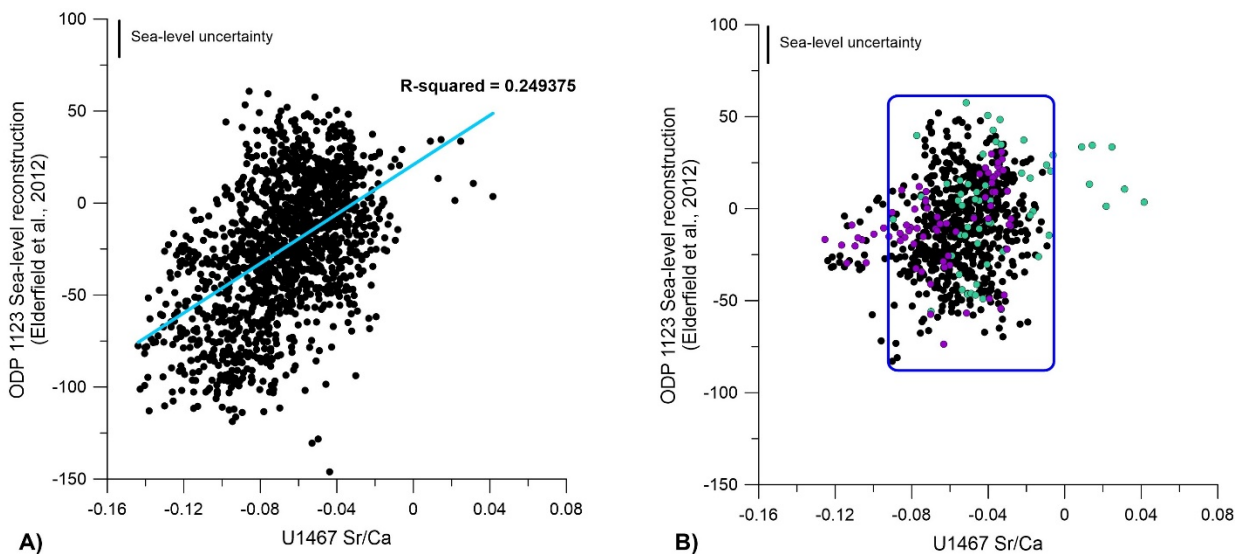 100
Sea-level uncertainty
R-squared = 0.249375
50
0
-50
-100
-150
ODP 1123 Sea-level reconstruction
(Elderfield et al., 2012)
-0.16
-0.12
-0.08
-0.04
0
0.04
0.08
U1467 Sr/Ca
A)
100
Sea-level uncertainty
50
0
-50
-100
-150
ODP 1123 Sea-level reconstruction
(Elderfield et al., 2012)
-0.16
-0.12
-0.08
-0.04
0
0.04
0.08
U1467 Sr/Ca
B)